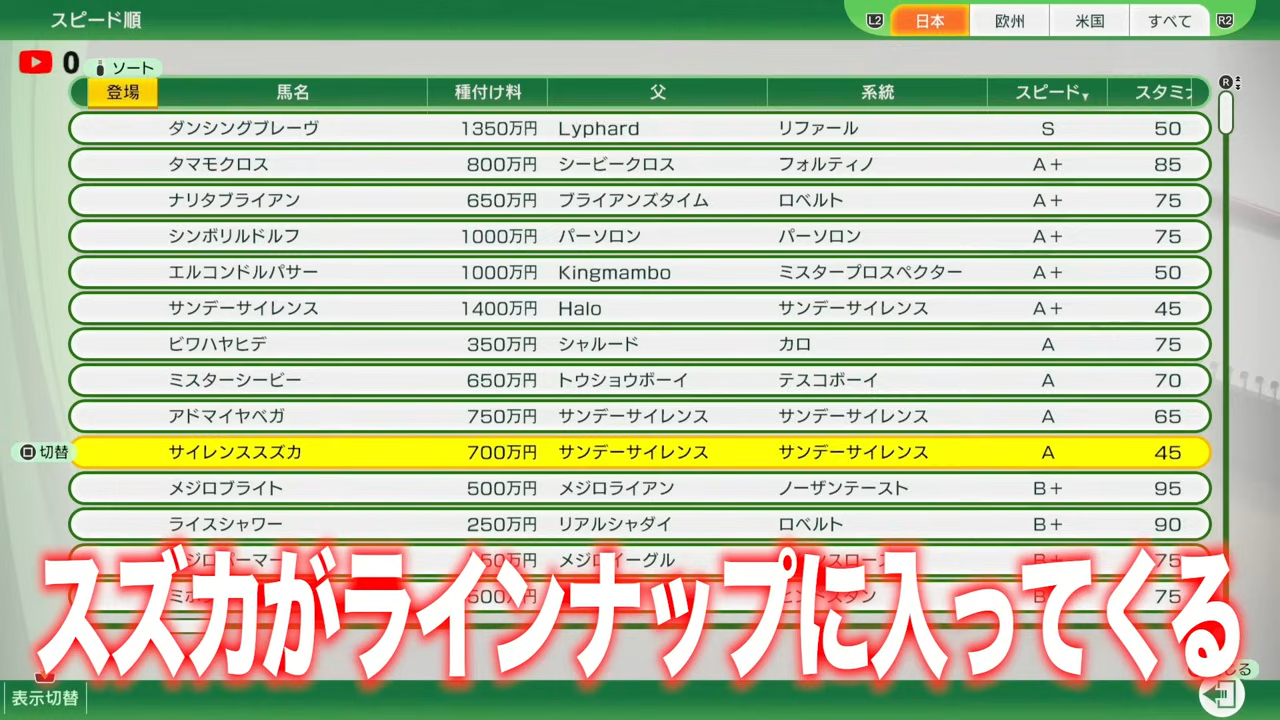 スピード順
L2 日本 欧州 米国 すべて R2
0 ソート
登場 馬名 種付け料 父 系統 スピード▼ スタミナ
R
ダンシングブレーヴ 1350万円 Lyphard リファール S 50
タマモクロス 800万円 シービークロス フォルティノ A+ 85
ナリタブライアン 650万円 ブライアンズタイム ロベルト A+ 75
シンボリルドルフ 1000万円 パーソロン パーソロン A+ 75
エルコンドルパサー 1000万円 Kingmambo ミスタープロスペクター A+ 50
サンデーサイレンス 1400万円 Halo サンデーサイレンス A+ 45
ビワハヤヒデ 350万円 シャルード カロ A 75
ミスターシービー 650万円 トウショウボーイ テスコボーイ A 70
アドマイヤベガ 750万円 サンデーサイレンス サンデーサイレンス A 65
切替 サイレンススズカ 700万円 サンデーサイレンス サンデーサイレンス A 45
メジロブライト 500万円 メジロライアン ノーザンテースト B+ 95
ライスシャワー 250万円 リアルシャダイ ロベルト B+ 90
50万円 メジロイーグル 75
75
スズカがラインナップに入ってくる
表示切替